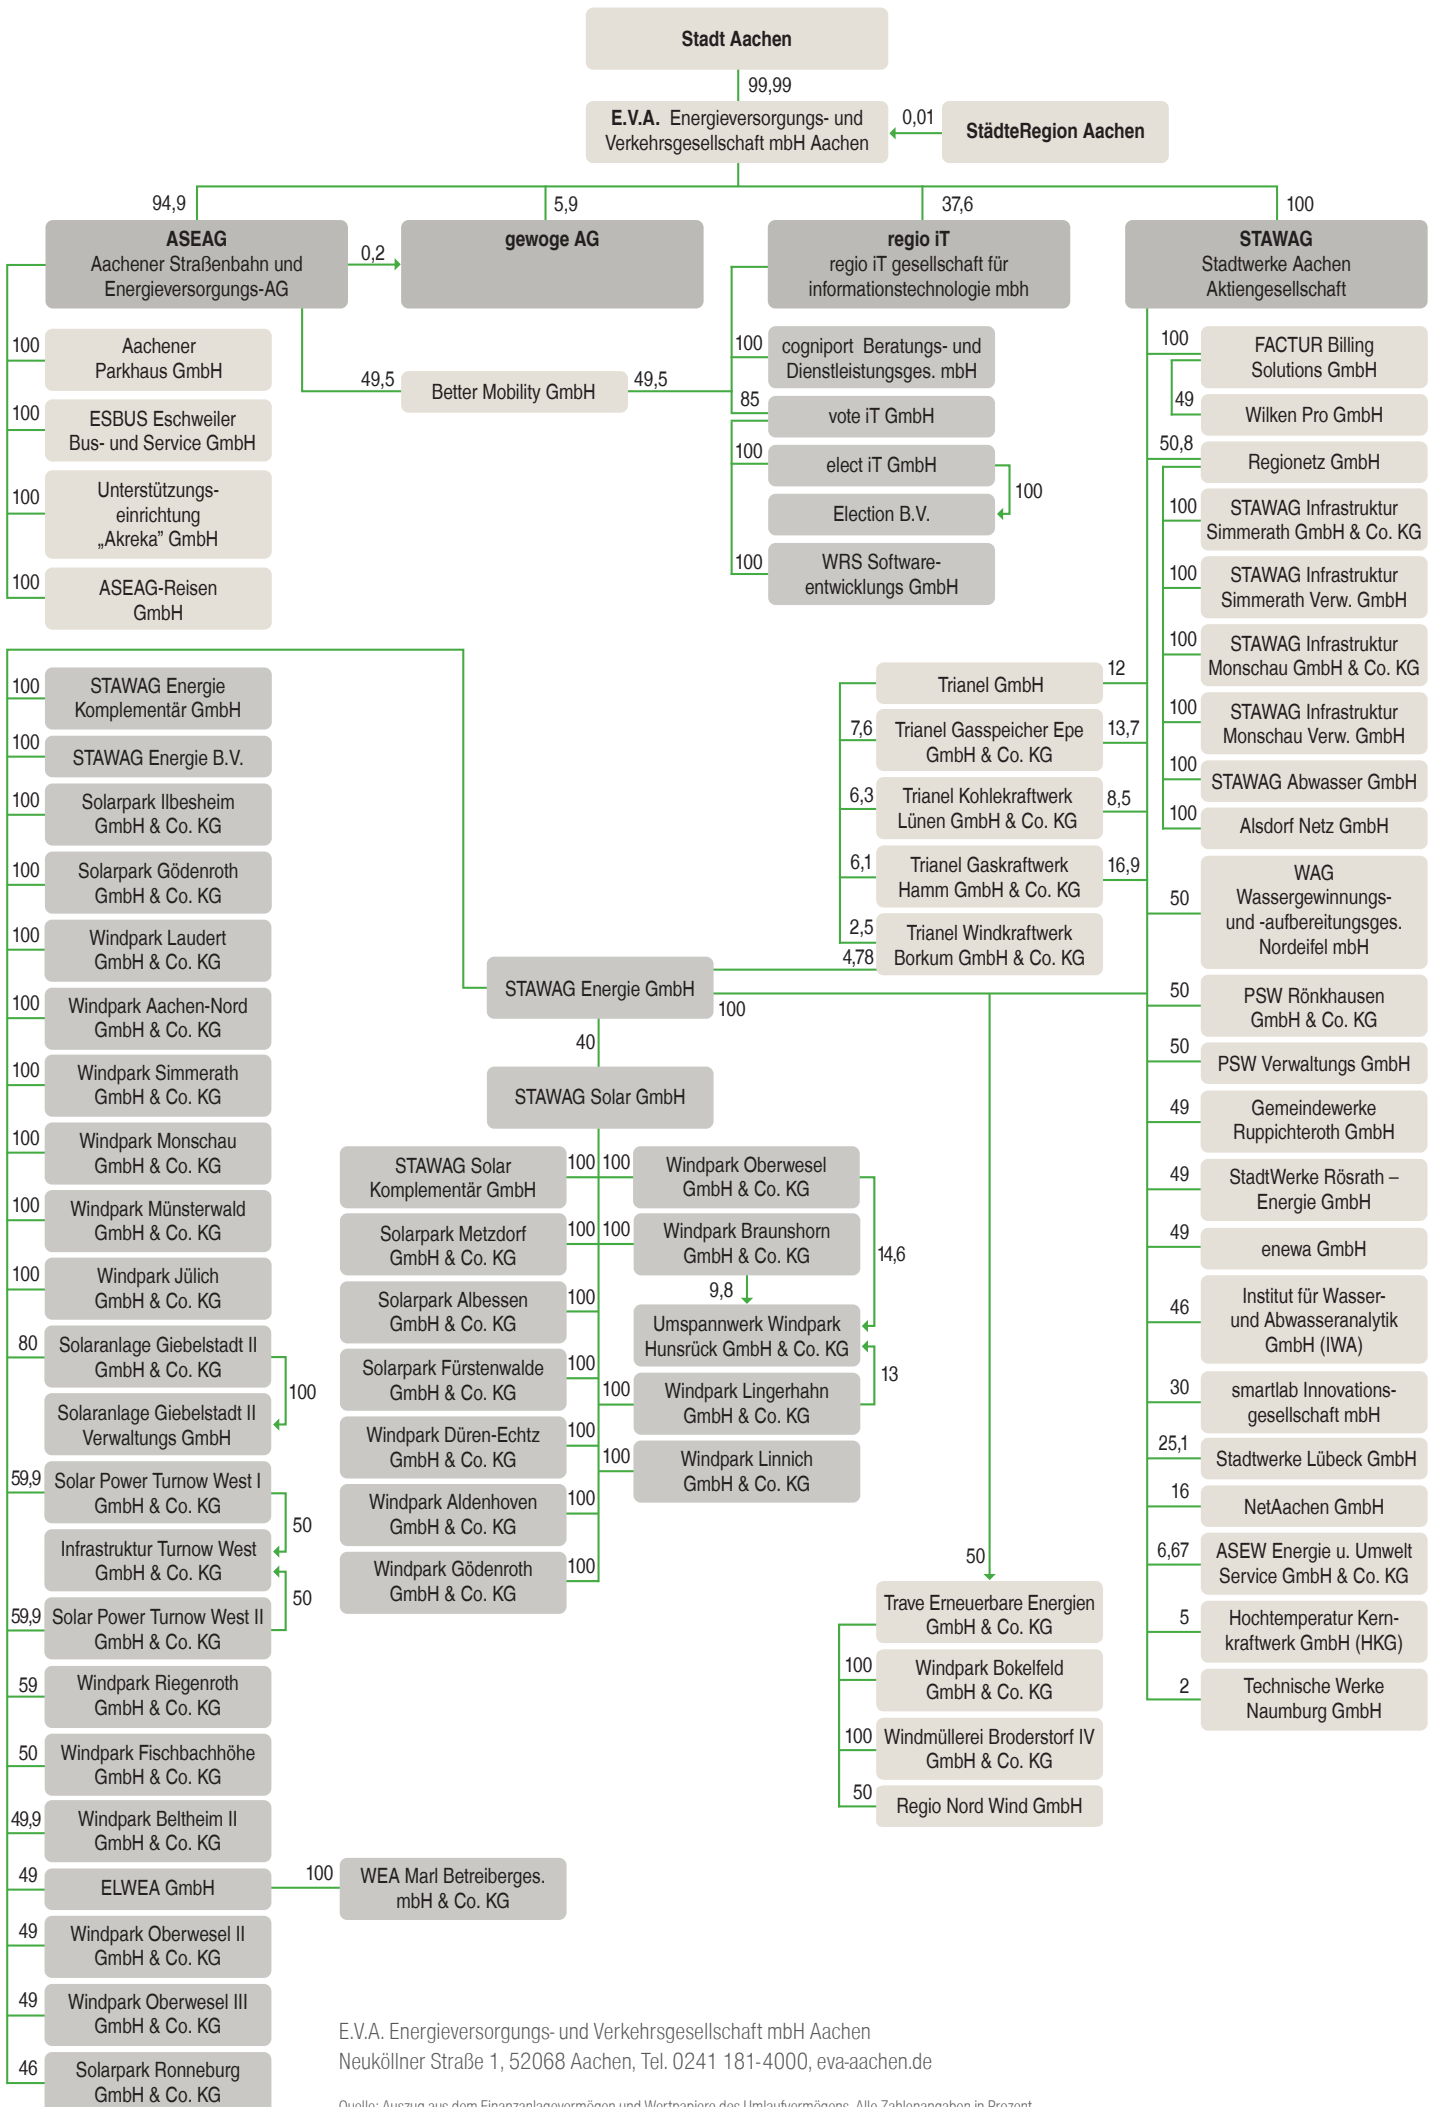 Stadt Aachen
99,99
E.V.A. Energieversorgungs- und
Verkehrsgesellschaft mbH Aachen
0,01
StädteRegion Aachen
94,9
5,9
37,6
100
ASEAG
Aachener Straßenbahn und
Energieversorgungs-AG
0,2
gewoge AG
regio iT
regio iT gesellschaft für
informationstechnologie mbh
STAWAG
Stadtwerke Aachen
Aktiengesellschaft
100
Aachener
Parkhaus GmbH
100
ESBUS Eschweiler
Bus- und Service GmbH
100
Unterstützungs-
einrichtung
„Akreka” GmbH
100
ASEAG-Reisen
GmbH
49,5
Better Mobility GmbH
49,5
100
cogniport Beratungs- und
Dienstleistungsges. mbH
85
vote iT GmbH
100
elect iT GmbH
100
Election B.V.
100
WRS Software-
entwicklungs GmbH
100
FACTUR Billing
Solutions GmbH
49
Wilken Pro GmbH
50,8
Regionetz GmbH
100
STAWAG Infrastruktur
Simmerath GmbH & Co. KG
100
STAWAG Infrastruktur
Simmerath Verw. GmbH
100
STAWAG Infrastruktur
Monschau GmbH & Co. KG
100
STAWAG Infrastruktur
Monschau Verw. GmbH
100
STAWAG Abwasser GmbH
100
Alsdorf Netz GmbH
50
WAG
Wassergewinnungs-
und -aufbereitungsges.
Nordeifel mbH
50
PSW Rönkhausen
GmbH & Co. KG
50
PSW Verwaltungs GmbH
49
Gemeindewerke
Ruppichteroth GmbH
49
StadtWerke Rösrath –
Energie GmbH
49
enewa GmbH
46
Institut für Wasser-
und Abwasseranalytik
GmbH (IWA)
30
smartlab Innovations-
gesellschaft mbH
25,1
Stadtwerke Lübeck GmbH
16
NetAachen GmbH
6,67
ASEW Energie u. Umwelt
Service GmbH & Co. KG
5
Hochtemperatur Kern-
kraftwerk GmbH (HKG)
2
Technische Werke
Naumburg GmbH
Trianel GmbH
12
7,6
Trianel Gasspeicher Epe
GmbH & Co. KG
13,7
6,3
Trianel Kohlekraftwerk
Lünen GmbH & Co. KG
8,5
6,1
Trianel Gaskraftwerk
Hamm GmbH & Co. KG
16,9
2,5
Trianel Windkraftwerk
Borkum GmbH & Co. KG
4,78
STAWAG Energie GmbH
100
40
STAWAG Solar GmbH
100
STAWAG Energie
Komplementär GmbH
100
STAWAG Energie B.V.
100
Solarpark Ilbesheim
GmbH & Co. KG
100
Solarpark Gödenroth
GmbH & Co. KG
100
Windpark Laudert
GmbH & Co. KG
100
Windpark Aachen-Nord
GmbH & Co. KG
100
Windpark Simmerath
GmbH & Co. KG
100
Windpark Monschau
GmbH & Co. KG
100
Windpark Münsterwald
GmbH & Co. KG
100
Windpark Jülich
GmbH & Co. KG
80
Solaranlage Giebelstadt II
GmbH & Co. KG
100
Solaranlage Giebelstadt II
Verwaltungs GmbH
59,9
Solar Power Turnow West I
GmbH & Co. KG
50
Infrastruktur Turnow West
GmbH & Co. KG
50
59,9
Solar Power Turnow West II
GmbH & Co. KG
59
Windpark Riegenroth
GmbH & Co. KG
50
Windpark Fischbachhöhe
GmbH & Co. KG
49,9
Windpark Beltheim II
GmbH & Co. KG
49
ELWEA GmbH
100
WEA Marl Betreiberges.
mbH & Co. KG
49
Windpark Oberwesel II
GmbH & Co. KG
49
Windpark Oberwesel III
GmbH & Co. KG
46
Solarpark Ronneburg
GmbH & Co. KG
STAWAG Solar
Komplementär GmbH
100
100
Windpark Oberwesel
GmbH & Co. KG
Solarpark Metzdorf
GmbH & Co. KG
100
100
Windpark Braunshorn
GmbH & Co. KG
14,6
9,8
Solarpark Albessen
GmbH & Co. KG
100
Umspannwerk Windpark
Hunsrück GmbH & Co. KG
13
Solarpark Fürstenwalde
GmbH & Co. KG
100
100
Windpark Lingerhahn
GmbH & Co. KG
Windpark Düren-Echtz
GmbH & Co. KG
100
100
Windpark Linnich
GmbH & Co. KG
Windpark Aldenhoven
GmbH & Co. KG
100
Windpark Gödenroth
GmbH & Co. KG
100
50
Trave Erneuerbare Energien
GmbH & Co. KG
100
Windpark Bokelfeld
GmbH & Co. KG
100
Windmüllerei Broderstorf IV
GmbH & Co. KG
50
Regio Nord Wind GmbH
E.V.A. Energieversorgungs- und Verkehrsgesellschaft mbH Aachen
Neuköllner Straße 1, 52068 Aachen, Tel. 0241 181-4000, eva-aachen.de
Quelle: Auszug aus dem Finanzanlagevermögen und Wertpapiere des Umlaufvermögens. Alle Zahlenangaben in Prozent